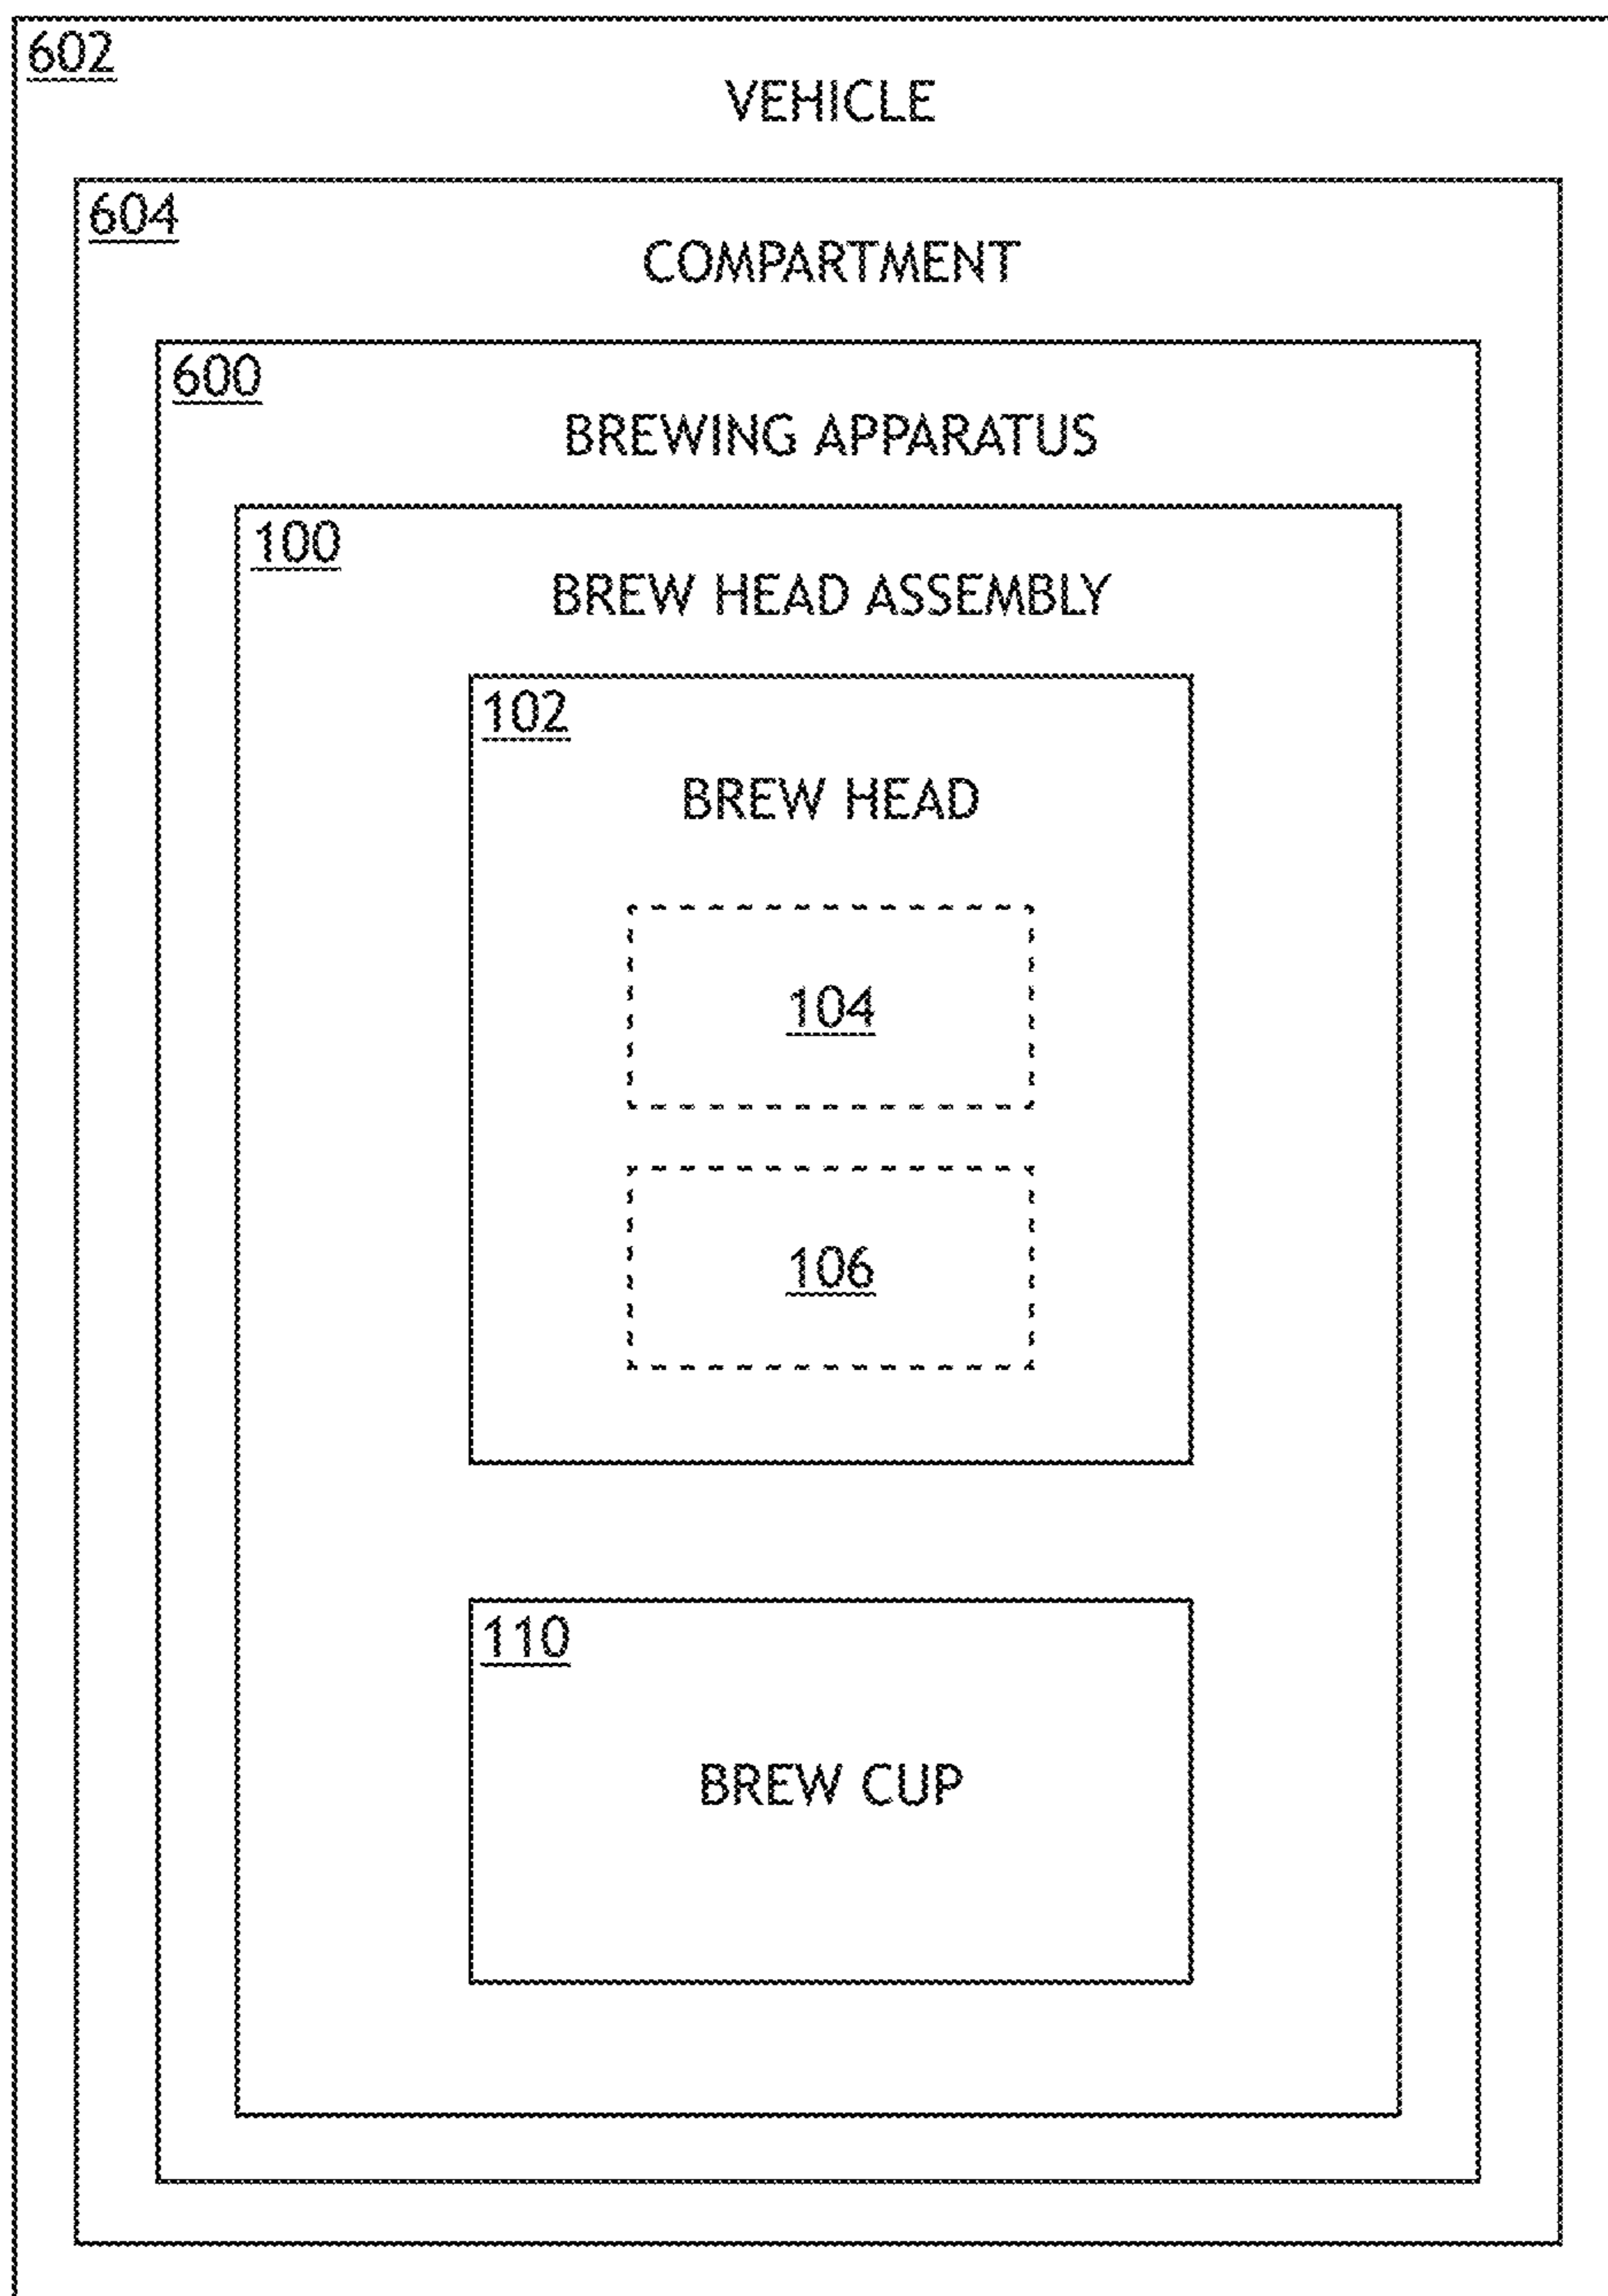 602
VEHICLE
604
COMPARTMENT
600
BREWING APPARATUS
100
BREW HEAD ASSEMBLY
102
BREW HEAD
104
106
110
BREW CUP